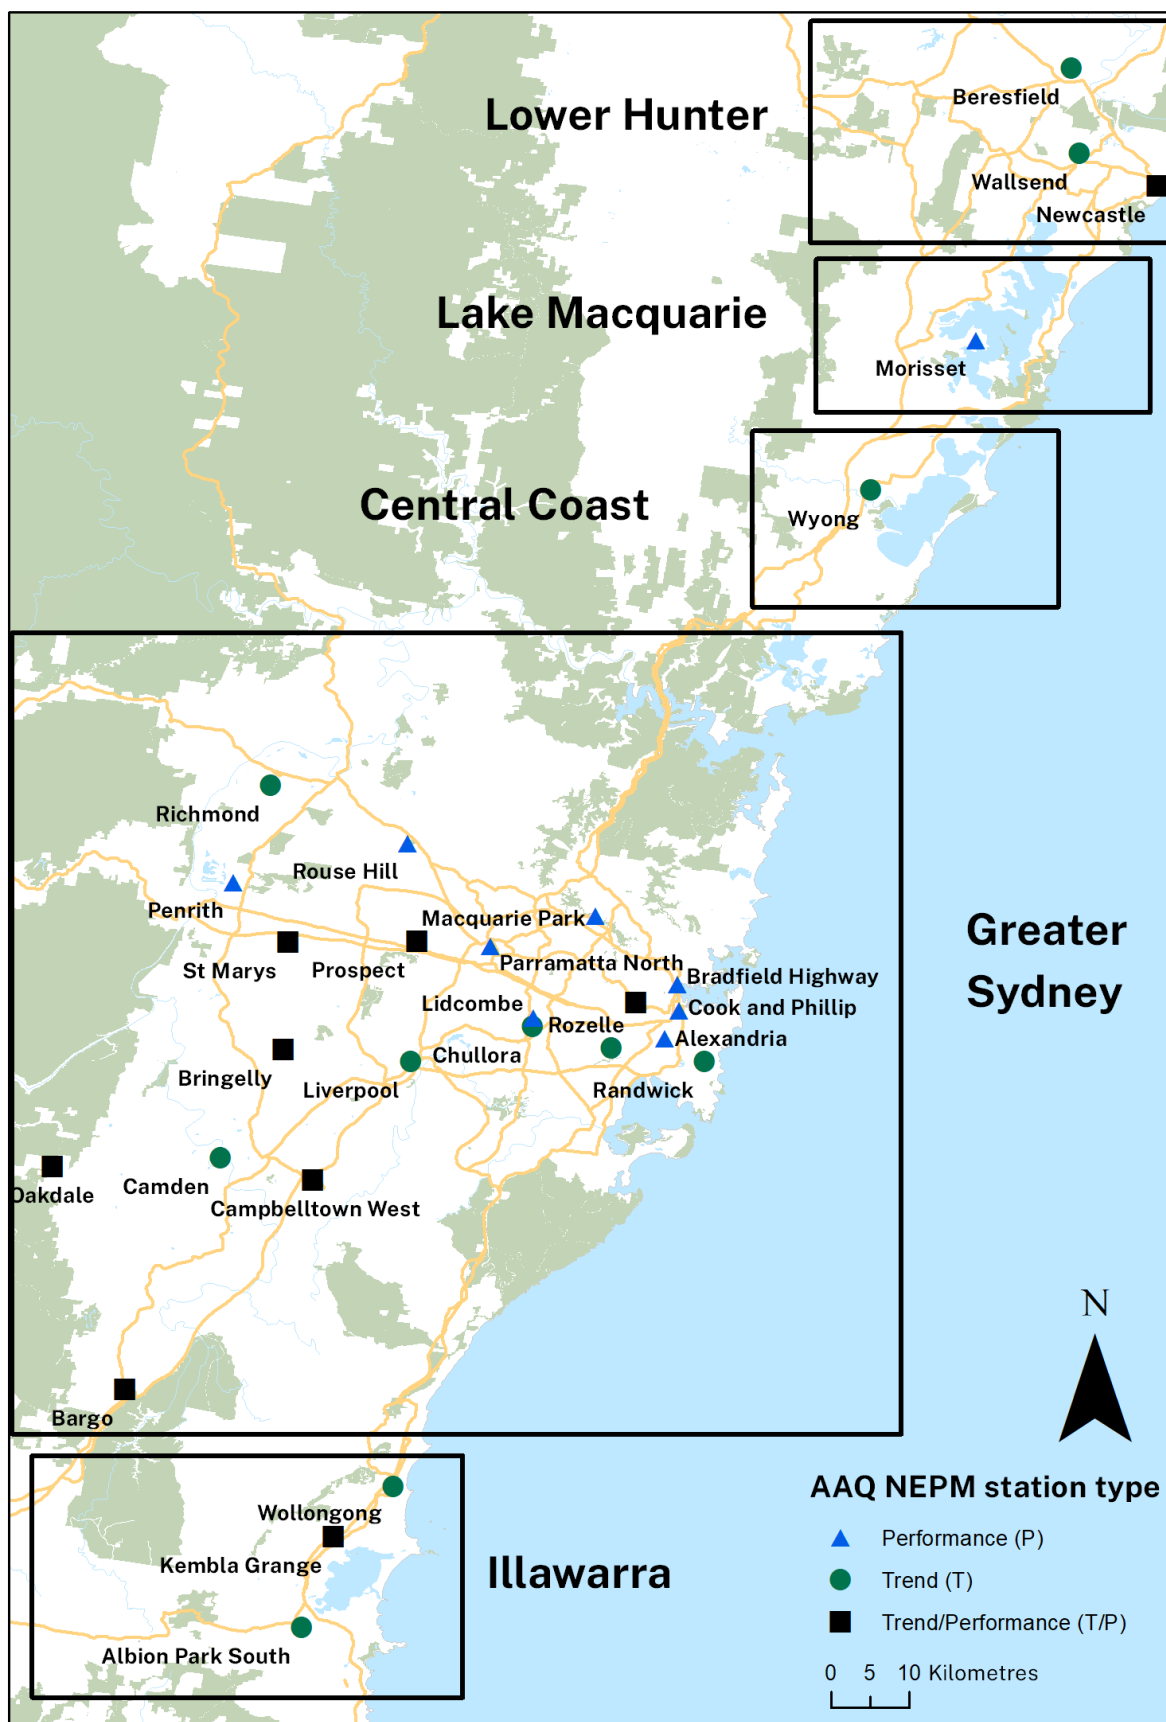 Lower Hunter
Beresfield
Wallsend
Newcastle
Lake Macquarie
Morisset
Central Coast
Wyong
Richmond
Rouse Hill
Penrith
Macquarie Park
St Marys
Prospect
Parramatta North
Bradfield Highway
Lidcombe
Rozelle
Cook and Phillip
Chullora
Alexandria
Bringelly
Liverpool
Randwick
Greater
Sydney
Oakdale
Camden
Campbelltown West
Bargo
N
Wollongong
Kembla Grange
Albion Park South
Illawarra
AAQ NEPM station type
Performance (P)
Trend (T)
Trend/Performance (T/P)
0 5 10 Kilometres